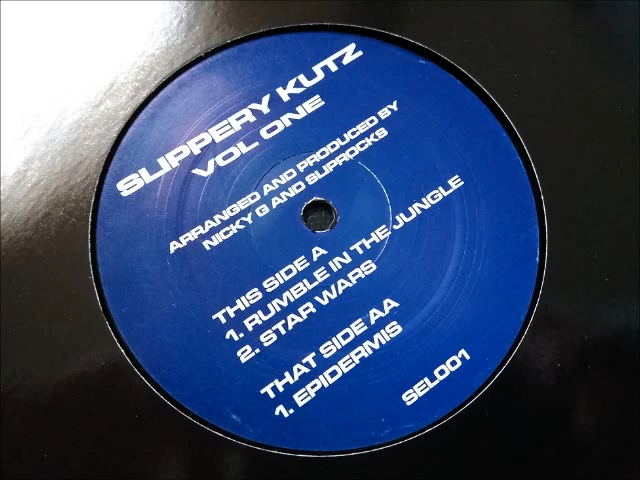 SLIPPERY KUTZ
VOL ONE
ARRANGED AND PRODUCED BY
NICKY G AND SLIPROCKS
THIS SIDE A
1. RUMBLE IN THE JUNGLE
2. STAR WARS
THAT SIDE AA
1. EPIDERMIS
SEL001